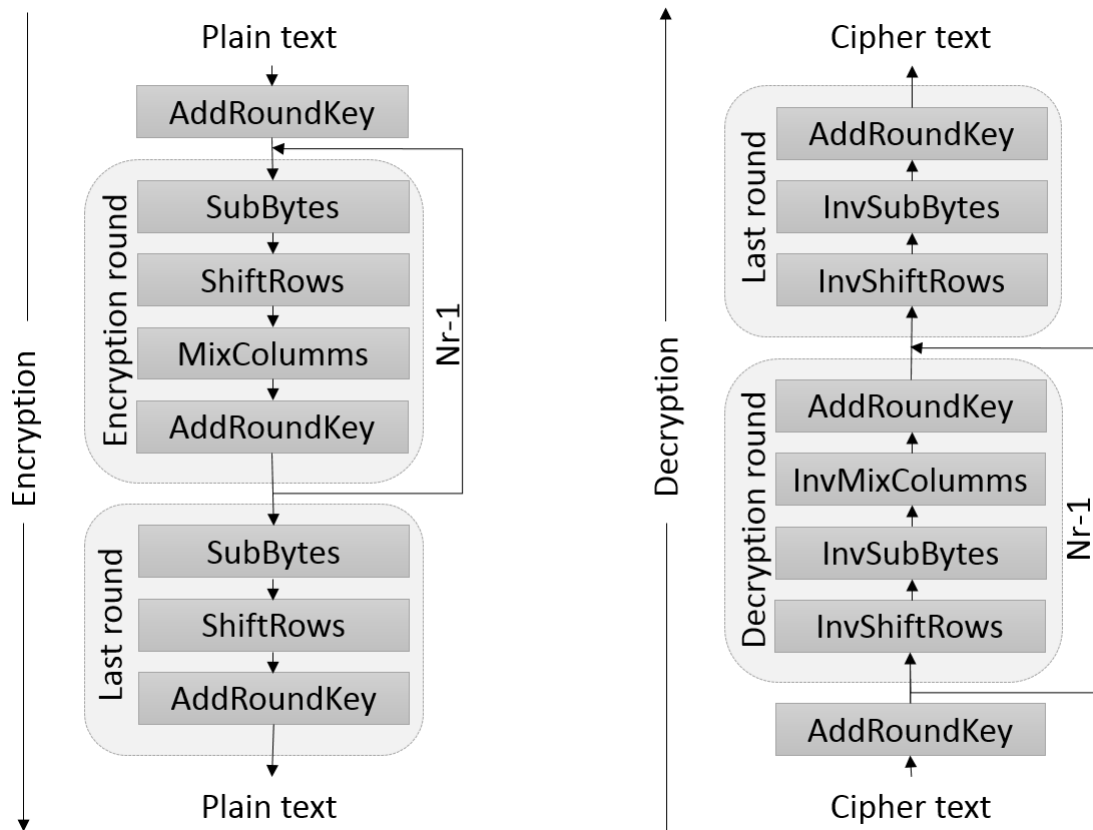 Encryption
Plain text
AddRoundKey
Encryption round
SubBytes
ShiftRows
MixColumms
AddRoundKey
Nr-1
Last round
SubBytes
ShiftRows
AddRoundKey
Plain text
Decryption
Cipher text
Last round
AddRoundKey
InvSubBytes
InvShiftRows
Decryption round
AddRoundKey
InvMixColumms
InvSubBytes
InvShiftRows
Nr-1
AddRoundKey
Cipher text